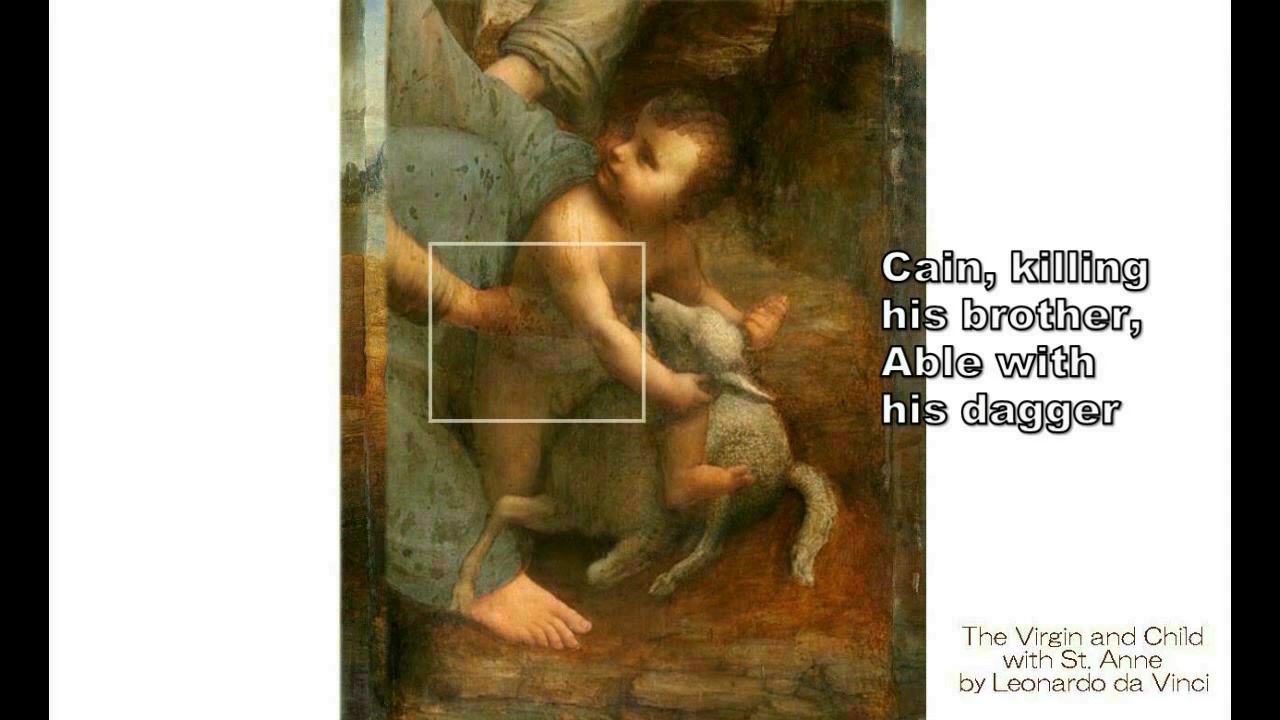 Cain, killing
his brother,
Able with
his dagger
The Virgin and Child
with St. Anne
by Leonardo da Vinci